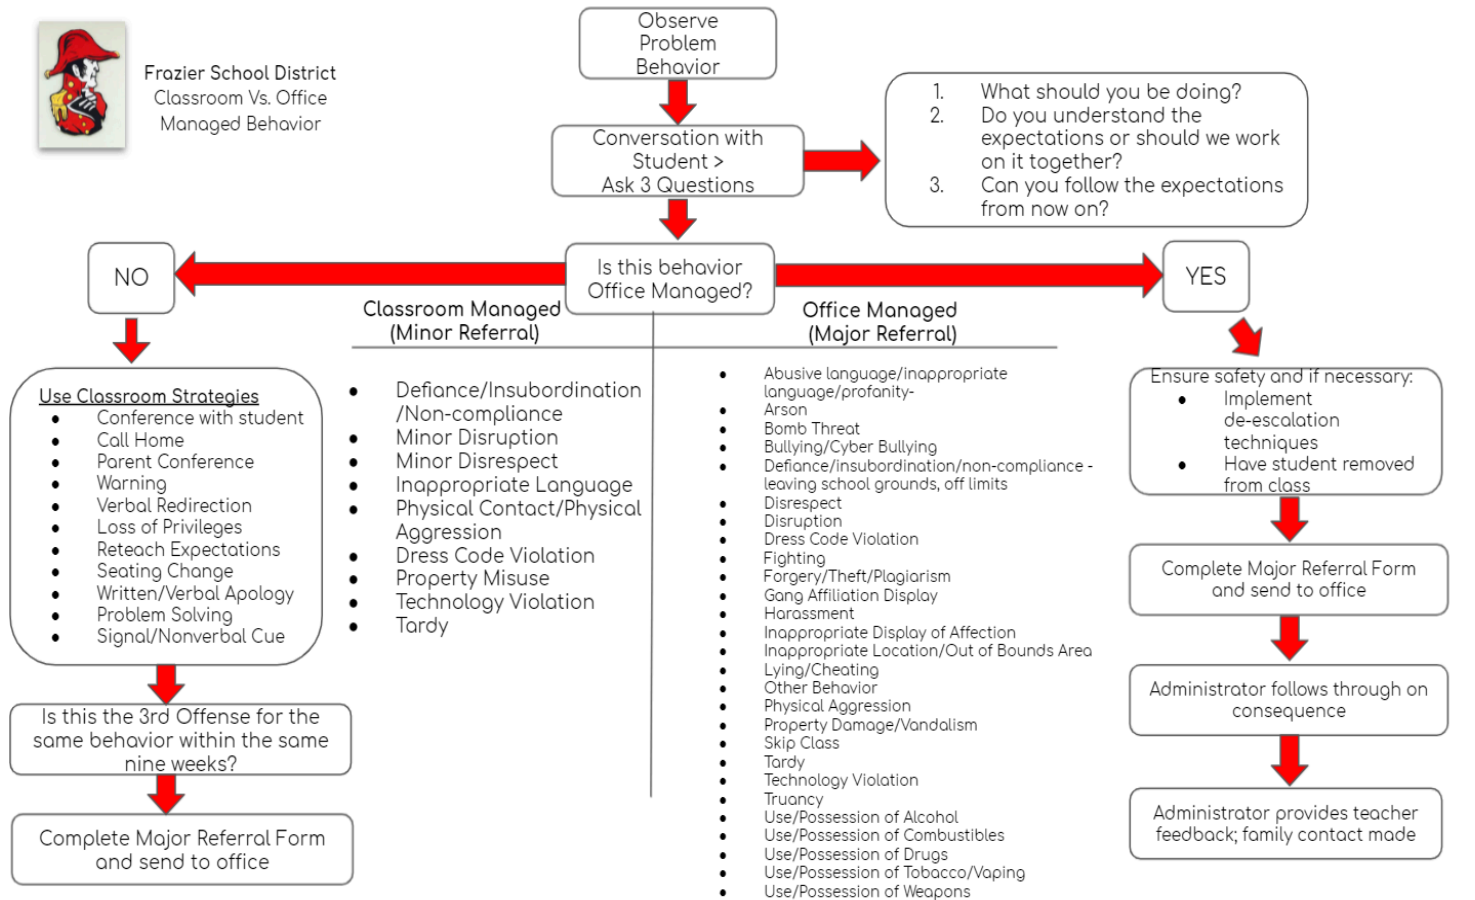 Frazier School District
Classroom Vs. Office
Managed Behavior
Observe
Problem
Behavior
Conversation with
Student >
Ask 3 Questions
1. What should you be doing?
2. Do you understand the
expectations or should we work
on it together?
3. Can you follow the expectations
from now on?
Is this behavior
Office Managed?
NO
YES
Classroom Managed
(Minor Referral)
Office Managed
(Major Referral)
Use Classroom Strategies
● Conference with student
● Call Home
● Parent Conference
● Warning
● Verbal Redirection
● Loss of Privileges
● Reteach Expectations
● Seating Change
● Written/Verbal Apology
● Problem Solving
● Signal/Nonverbal Cue
Is this the 3rd Offense for the
same behavior within the same
nine weeks?
Complete Major Referral Form
and send to office
● Defiance/Insubordination
/Non-compliance
● Minor Disruption
● Minor Disrespect
● Inappropriate Language
● Physical Contact/Physical
Aggression
● Dress Code Violation
● Property Misuse
● Technology Violation
● Tardy
● Abusive language/inappropriate
language/profanity-
● Arson
● Bomb Threat
● Bullying/Cyber Bullying
● Defiance/insubordination/non-compliance -
leaving school grounds, off limits
● Disrespect
● Disruption
● Dress Code Violation
● Fighting
● Forgery/Theft/Plagiarism
● Gang Affiliation Display
● Harassment
● Inappropriate Display of Affection
● Inappropriate Location/Out of Bounds Area
● Lying/Cheating
● Other Behavior
● Physical Aggression
● Property Damage/Vandalism
● Skip Class
● Tardy
● Technology Violation
● Truancy
● Use/Possession of Alcohol
● Use/Possession of Combustibles
● Use/Possession of Drugs
● Use/Possession of Tobacco/Vaping
● Use/Possession of Weapons
Ensure safety and if necessary:
● Implement
de-escalation
techniques
● Have student removed
from class
Complete Major Referral Form
and send to office
Administrator follows through on
consequence
Administrator provides teacher
feedback; family contact made